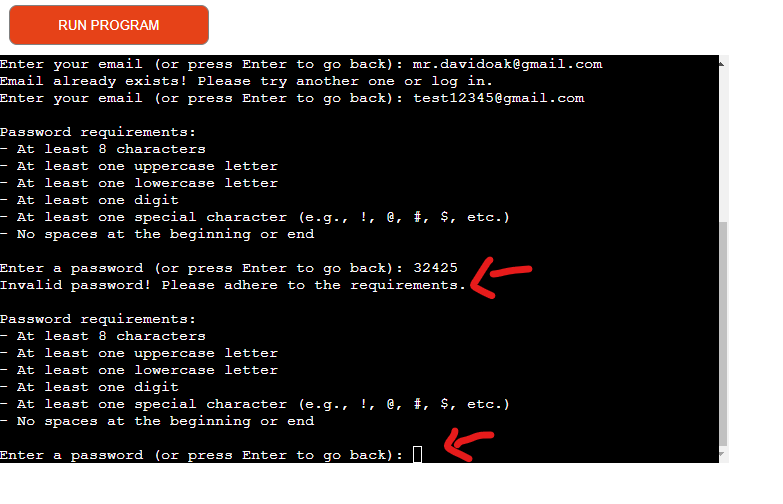 RUN PROGRAM
Enter your email (or press Enter to go back): mr.davidoak@gmail.com
Email already exists! Please try another one or log in.
Enter your email (or press Enter to go back): test12345@gmail.com
Password requirements:
- At least 8 characters
- At least one uppercase letter
- At least one lowercase letter
- At least one digit
- At least one special character (e.g., !, @, #, $, etc.)
- No spaces at the beginning or end
Enter a password (or press Enter to go back): 32425
Invalid password! Please adhere to the requirements.
Password requirements:
- At least 8 characters
- At least one uppercase letter
- At least one lowercase letter
- At least one digit
- At least one special character (e.g., !, @, #, $, etc.)
- No spaces at the beginning or end
Enter a password (or press Enter to go back):